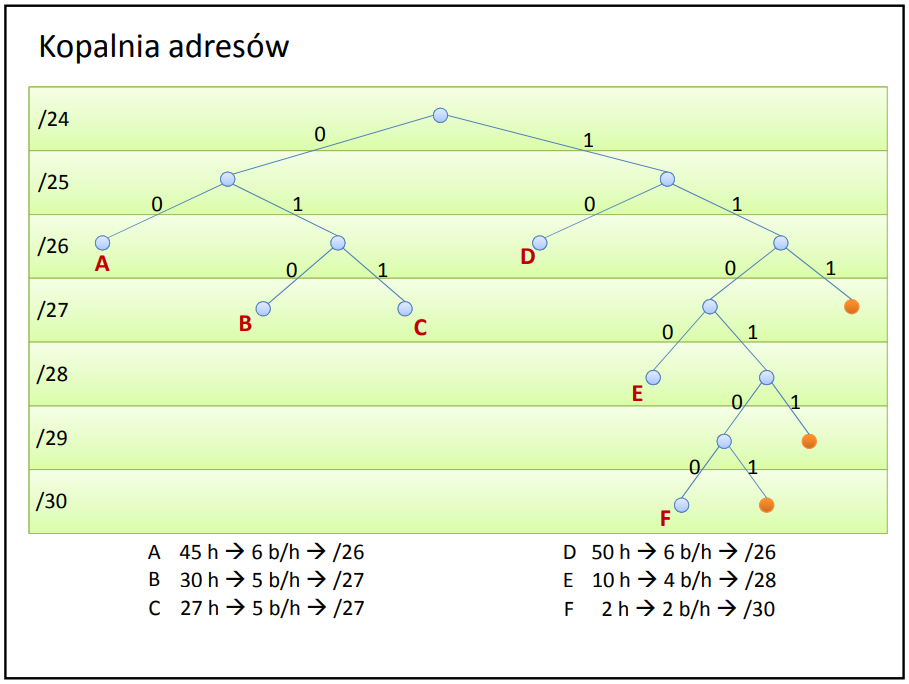 Kopalnia adresów
/24
0 1
/25
0 1 0 1
/26
A D
0 1 0 1
/27
B C
0 1
/28
E
0 1
/29
0 1
/30
F
A 45 h → 6 b/h → /26
B 30 h → 5 b/h → /27
C 27 h → 5 b/h → /27
D 50 h → 6 b/h → /26
E 10 h → 4 b/h → /28
F 2 h → 2 b/h → /30